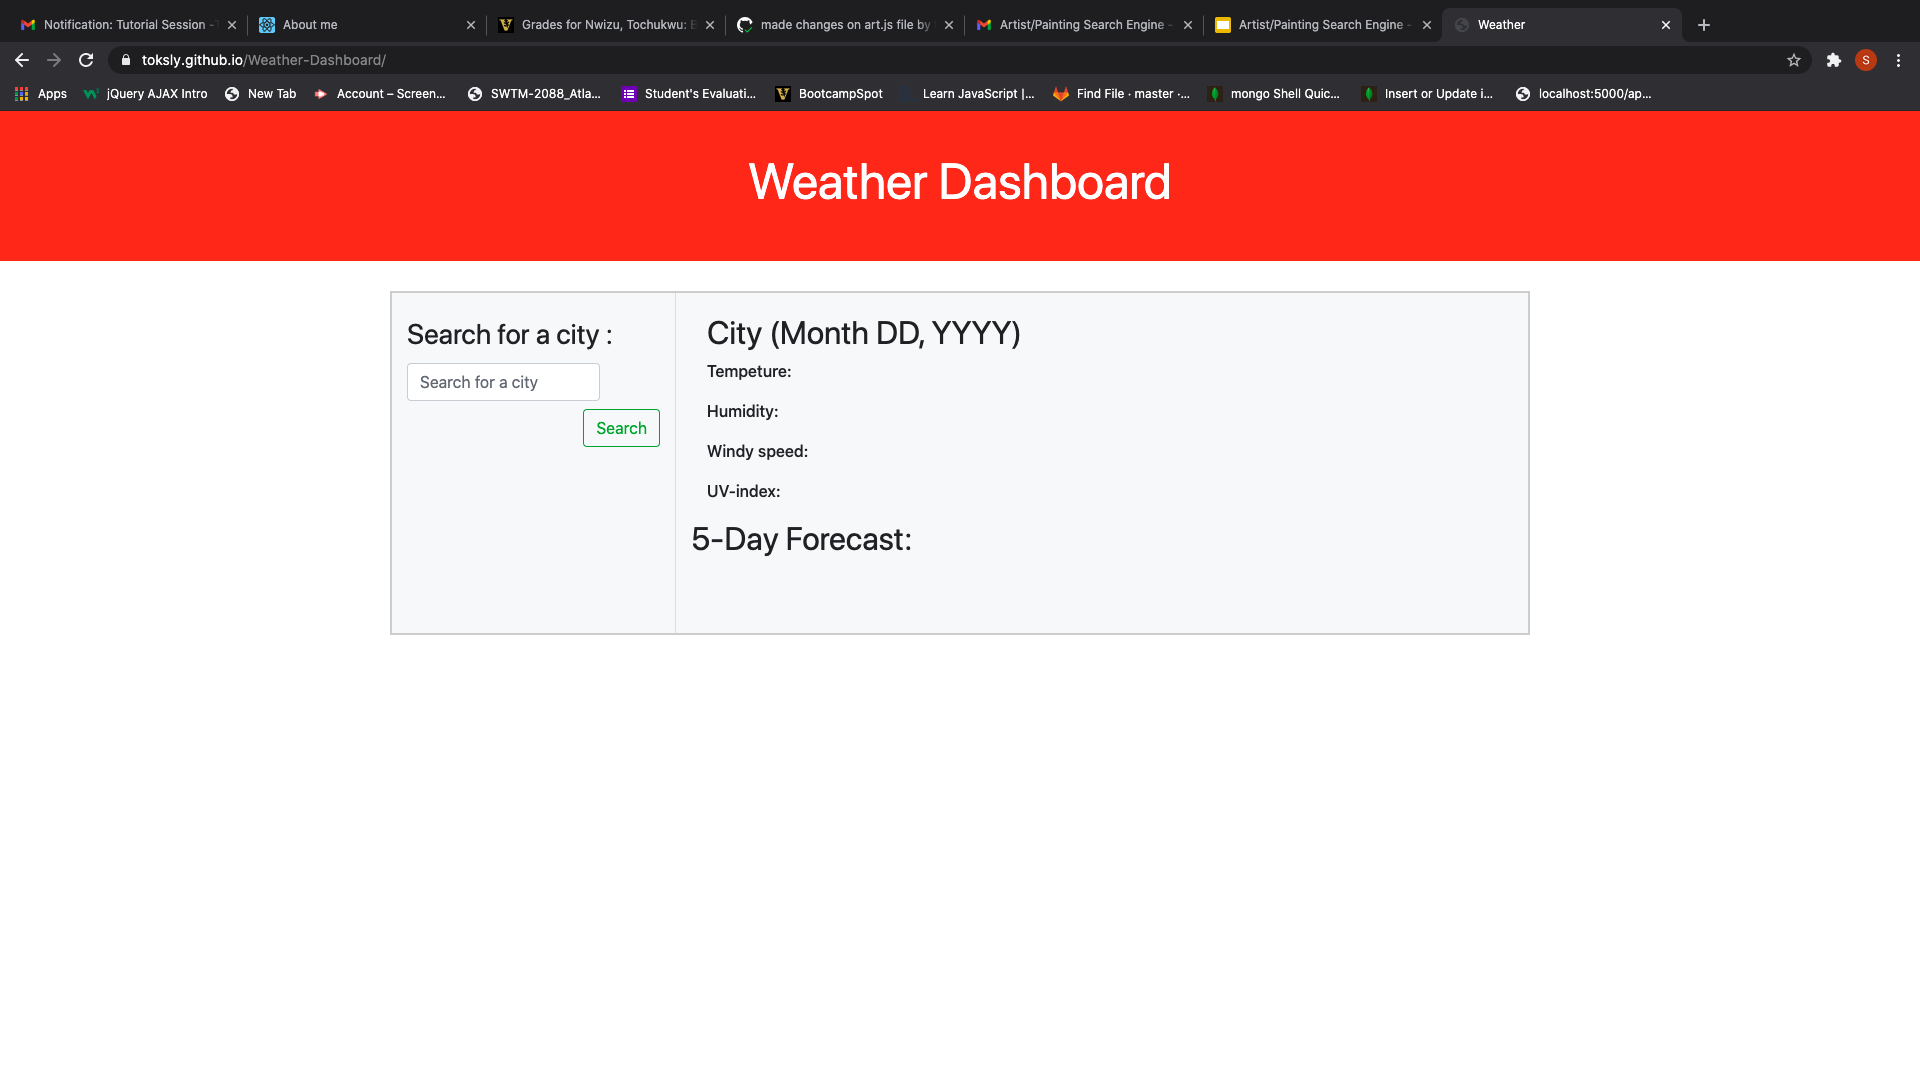 Notification: Tutorial Session -
About me
Grades for Nwizu, Tochukwu:
made changes on art.js file by
Artist/Painting Search Engine -
Artist/Painting Search Engine -
Weather
toksly.github.io/Weather-Dashboard/
S
Apps
jQuery AJAX Intro
New Tab
Account – Screen...
SWTM-2088_Atla...
Student's Evaluati...
BootcampSpot
Learn JavaScript |...
Find File · master ·...
mongo Shell Quic...
Insert or Update i...
localhost:5000/ap...
Weather Dashboard
Search for a city :
Search for a city
Search
City (Month DD, YYYY)
Tempeture:
Humidity:
Windy speed:
UV-index:
5-Day Forecast: